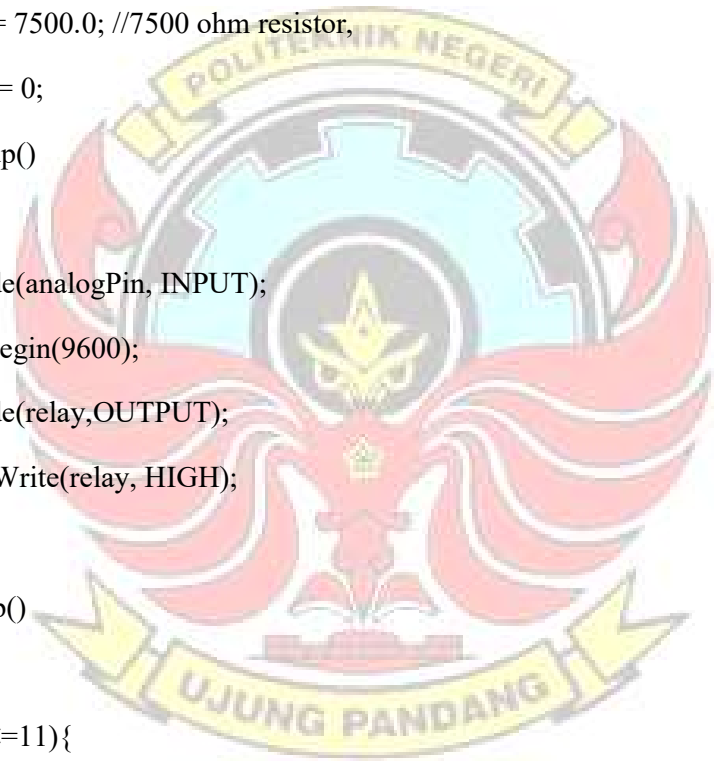 = 7500.0; //7500 ohm resistor,
POLITEKNIK NEGERI
= 0;
p()
le(analogPin, INPUT);
egin(9600);
le(relay,OUTPUT);
Write(relay, HIGH);
p()
UJUNG PANDANG
=11){